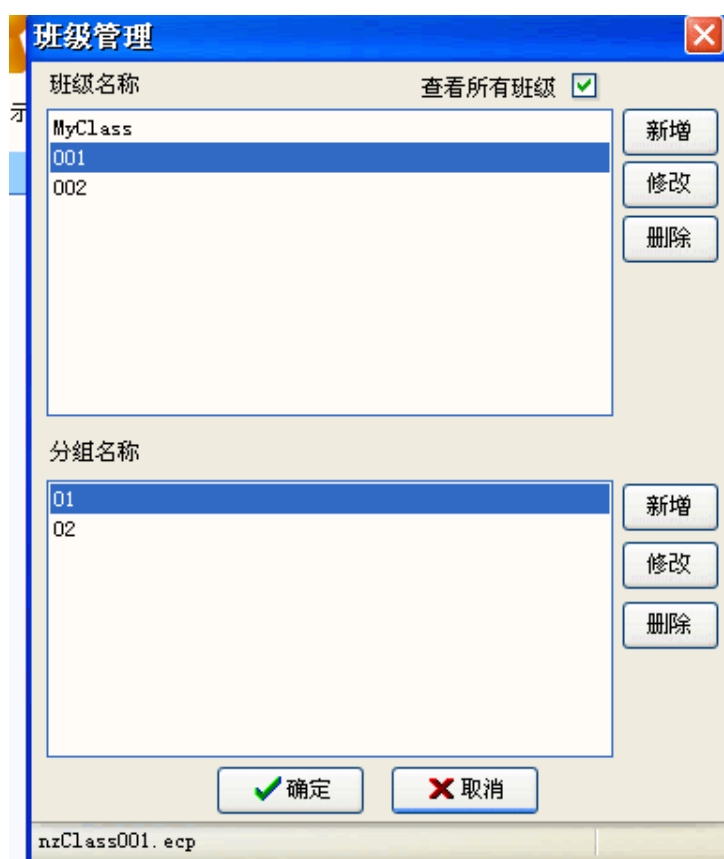 班级管理
班级名称
查看所有班级
示
MyClass
001
002
新增
修改
删除
分组名称
01
02
新增
修改
删除
确定
取消
nzClass001.ecp